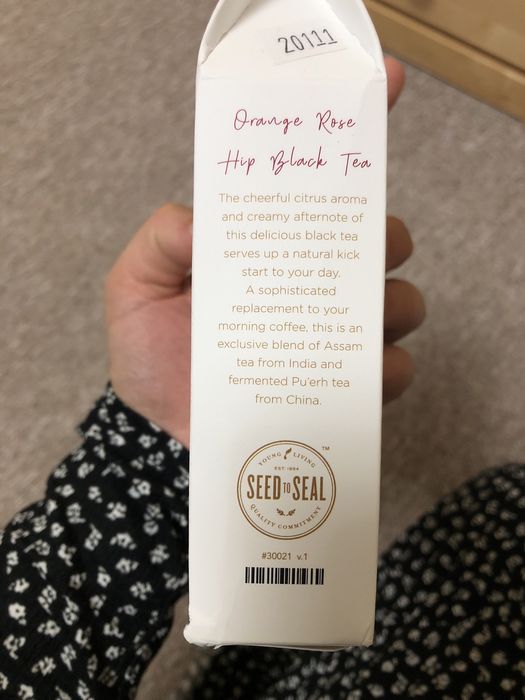 20111
Orange Rose
Hip Black Tea
The cheerful citrus aroma
and creamy afternote of
this delicious black tea
serves up a natural kick
start to your day.
A sophisticated
replacement to your
morning coffee, this is an
exclusive blend of Assam
tea from India and
fermented Pu'erh tea
from China.
YOUNG LIVING
TM
EST. 1994
SEED TO SEAL
QUALITY COMMITMENT
#30021 v.1